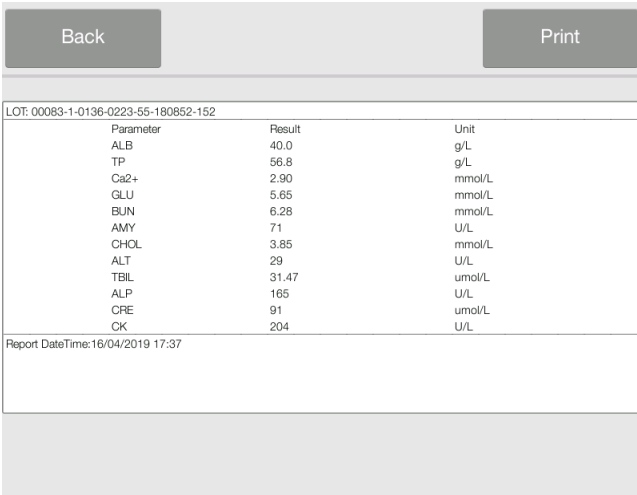 Back Print
LOT: 00083-1-0136-0223-55-180852-152
Parameter Result Unit
ALB 40.0 g/L
TP 56.8 g/L
Ca2+ 2.90 mmol/L
GLU 5.65 mmol/L
BUN 6.28 mmol/L
AMY 71 U/L
CHOL 3.85 mmol/L
ALT 29 U/L
TBIL 31.47 umol/L
ALP 165 U/L
CRE 91 umol/L
CK 204 U/L
Report DateTime:16/04/2019 17:37